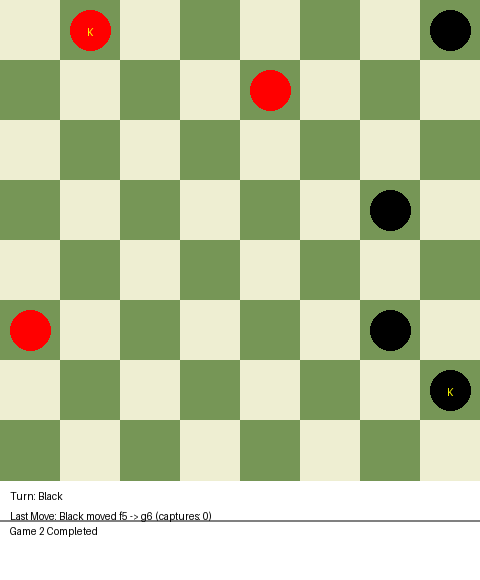 K
K
Turn: Black
Last Move: Black moved f5 -> g6 (captures: 0)
Game 2 Completed